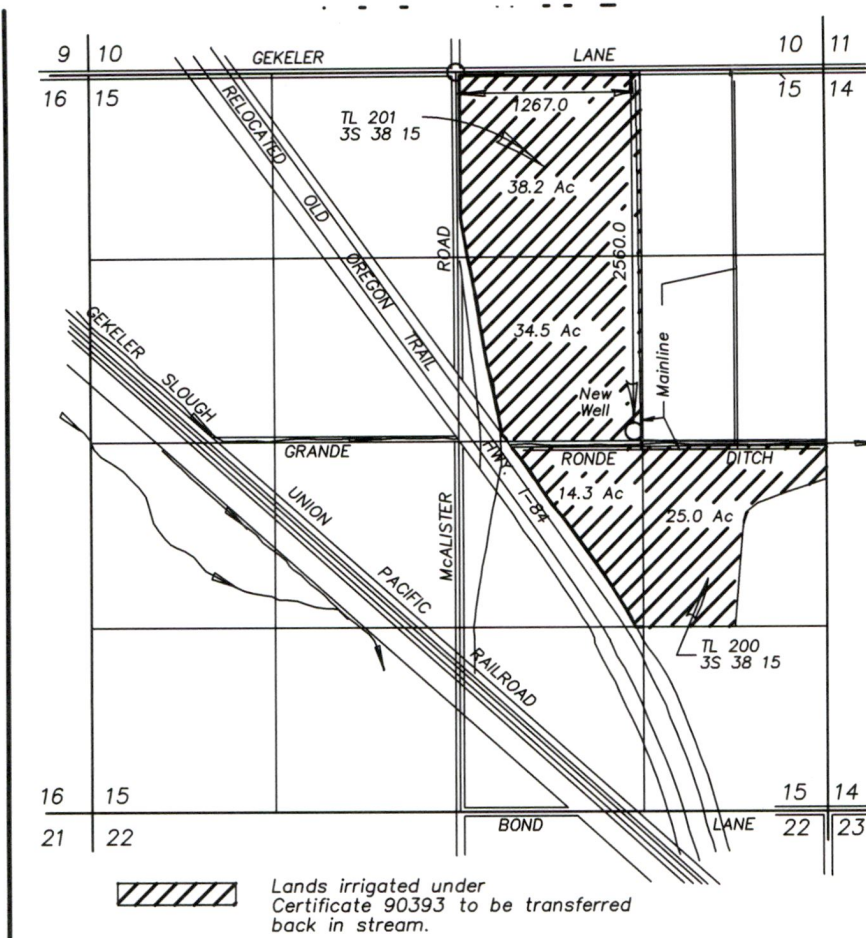 9 10 GEKELER LANE 10 11
16 15 15 14
1267.0
TL 201
3S 38 15
38.2 Ac
RELOCATED OLD OREGON TRAIL
HWY. I-84
ROAD
2560.0
34.5 Ac
GEKELER SLOUGH
New
Well
Mainline
GRANDE RONDE DITCH
14.3 Ac
25.0 Ac
UNION PACIFIC RAILROAD
McALISTER
TL 200
3S 38 15
16 15 15 14
21 22 BOND LANE 22 23
Lands irrigated under
Certificate 90393 to be transferred
back in stream.